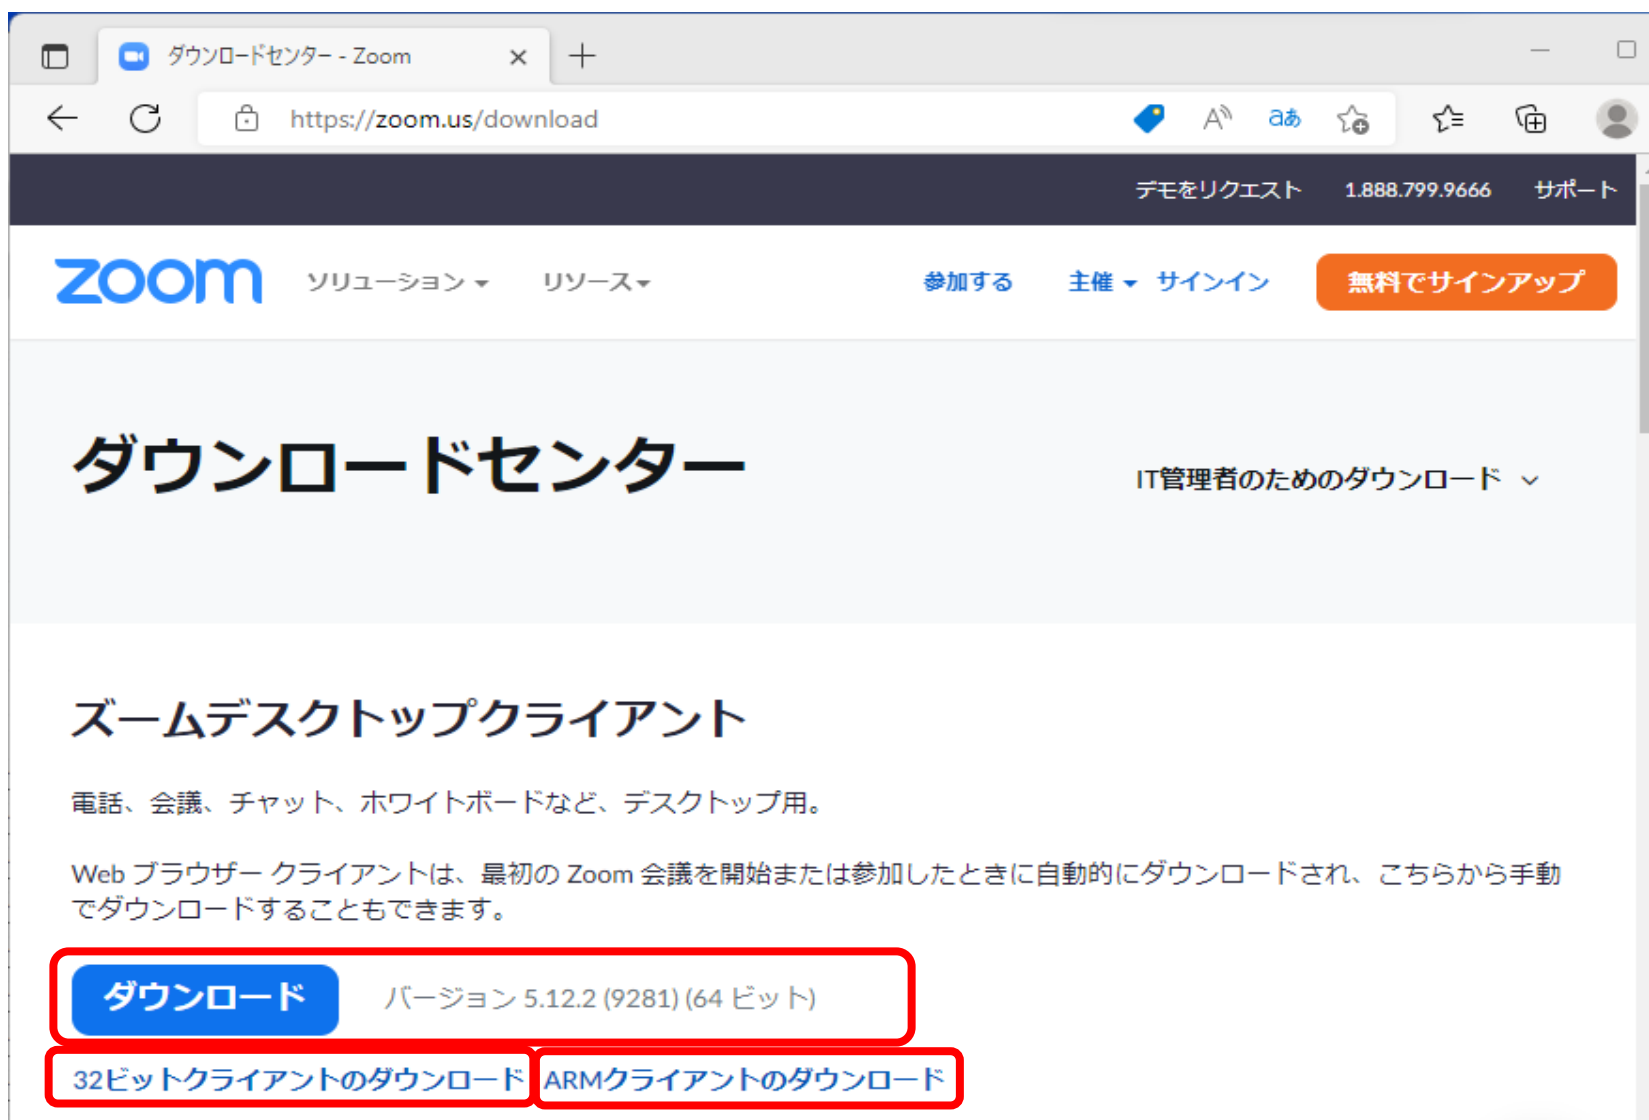 ダウンロードセンター - Zoom
https://zoom.us/download
aあ
デモをリクエスト 1.888.799.9666 サポート
zoom ソリューション リソース 参加する 主催 サインイン 無料でサインアップ
ダウンロードセンター
IT管理者のためのダウンロード
ズームデスクトップクライアント
電話、会議、チャット、ホワイトボードなど、デスクトップ用。
Web ブラウザー クライアントは、最初の Zoom 会議を開始または参加したときに自動的にダウンロードされ、こちらから手動
でダウンロードすることもできます。
ダウンロード バージョン 5.12.2 (9281) (64 ビット)
32ビットクライアントのダウンロード ARMクライアントのダウンロード